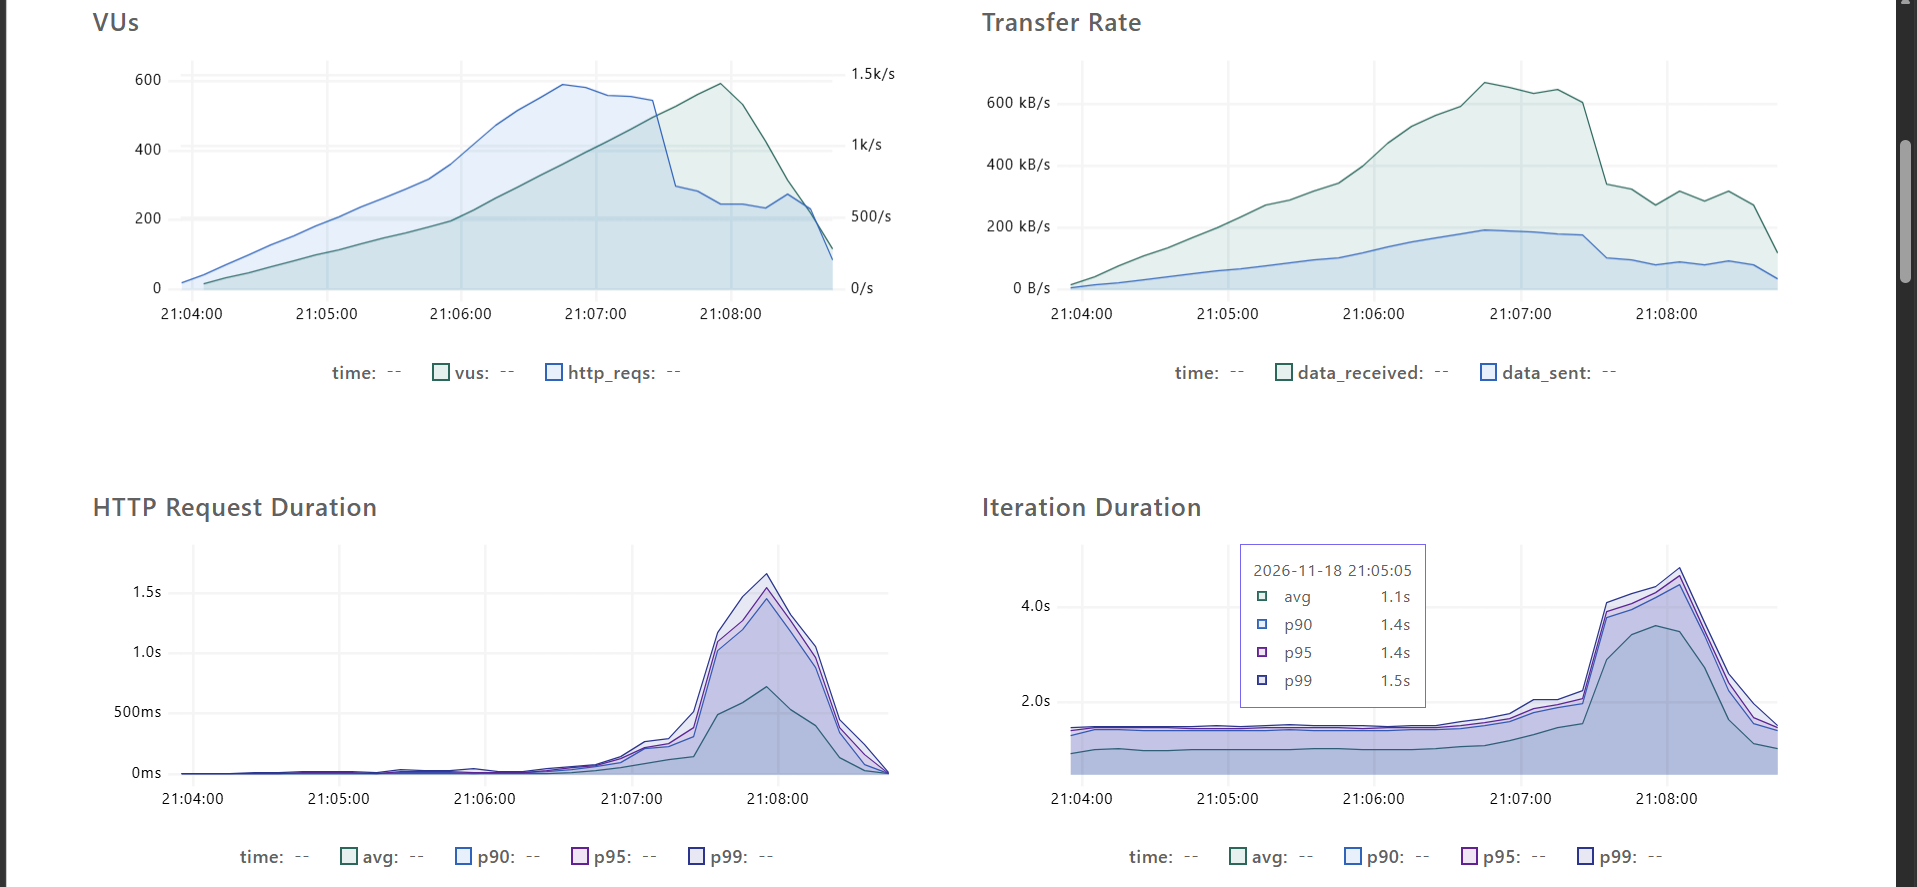 VUs
600
400
200
0
1.5k/s
1k/s
500/s
0/s
21:04:00 21:05:00 21:06:00 21:07:00 21:08:00
time: -- vus: -- http_reqs: --
Transfer Rate
600 kB/s
400 kB/s
200 kB/s
0 B/s
21:04:00 21:05:00 21:06:00 21:07:00 21:08:00
time: -- data_received: -- data_sent: --
HTTP Request Duration
1.5s
1.0s
500ms
0ms
21:04:00 21:05:00 21:06:00 21:07:00 21:08:00
time: -- avg: -- p90: -- p95: -- p99: --
Iteration Duration
4.0s
2.0s
2026-11-18 21:05:05
avg 1.1s
p90 1.4s
p95 1.4s
p99 1.5s
21:04:00 21:05:00 21:06:00 21:07:00 21:08:00
time: -- avg: -- p90: -- p95: -- p99: --